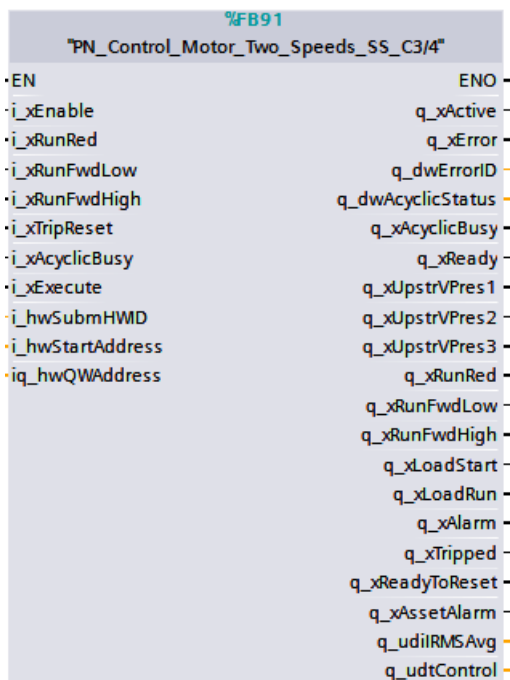 %FB91
"PN_Control_Motor_Two_Speeds_SS_C3/4"
EN ENO
i_xEnable q_xActive
i_xRunRed q_xError
i_xRunFwdLow q_dwErrorID
i_xRunFwdHigh q_dwAcyclicStatus
i_xTripReset q_xAcyclicBusy
i_xAcyclicBusy q_xReady
i_xExecute q_xUpstrVPres1
i_hwSubmHWID q_xUpstrVPres2
i_hwStartAddress q_xUpstrVPres3
iq_hwQWAddress q_xRunRed
q_xRunFwdLow
q_xRunFwdHigh
q_xLoadStart
q_xLoadRun
q_xAlarm
q_xTripped
q_xReadyToReset
q_xAssetAlarm
q_udiIRMSAvg
q_udtControl